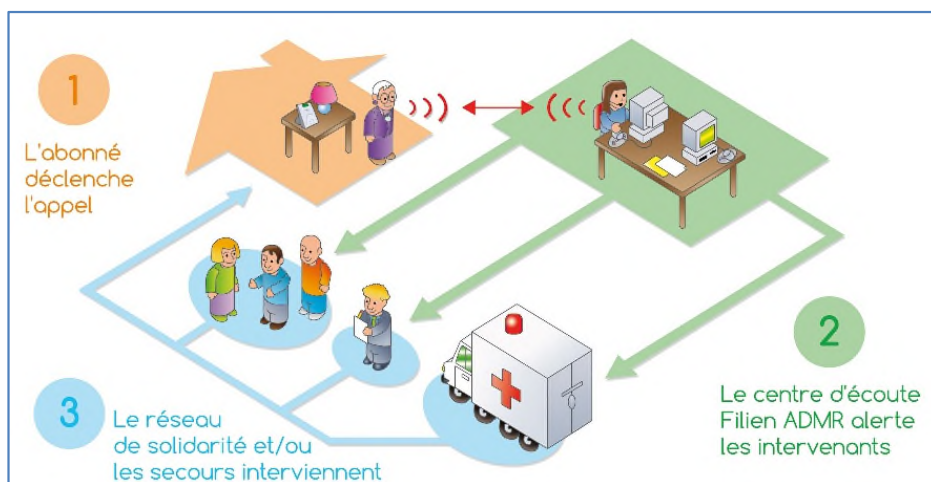 1
L'abonné
déclenche
l'appel
2
Le centre d'écoute
Filien ADMR alerte
les intervenants
3
Le réseau
de solidarité et/ou
les secours interviennent